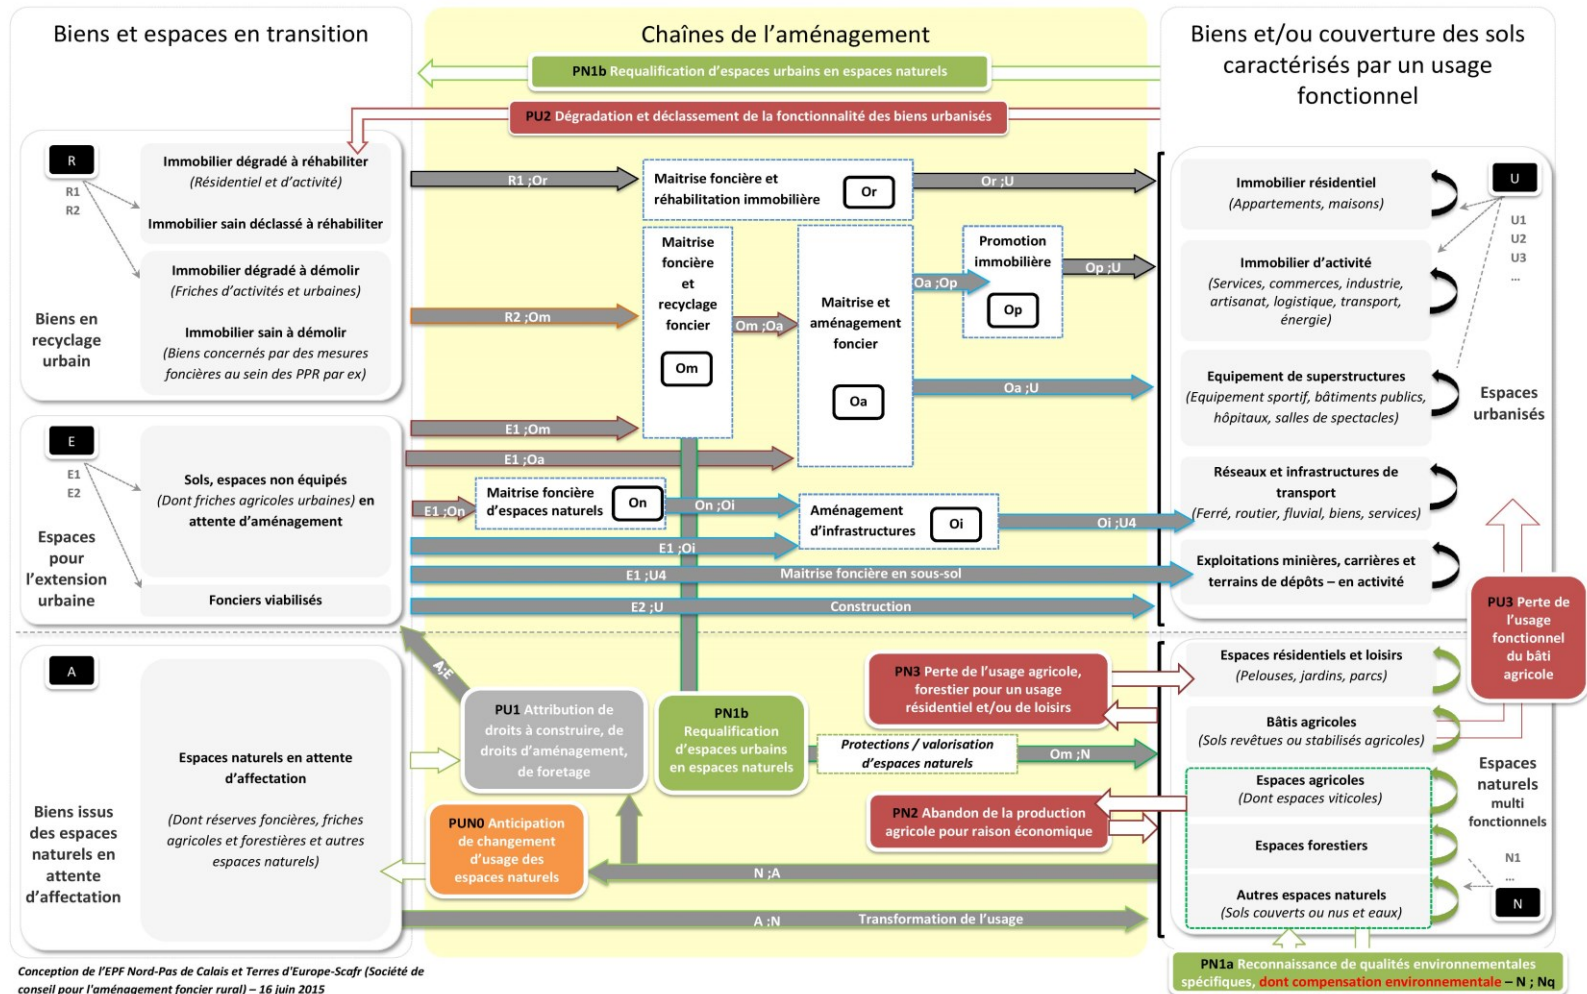 Biens et espaces en transition
Chaînes de l’aménagement
Biens et/ou couverture des sols
caractérisés par un usage
fonctionnel
PN1b Requalification d’espaces urbains en espaces naturels
PU2 Dégradation et déclassement de la fonctionnalité des biens urbanisés
R
R1
R2
Biens en
recyclage
urbain
Immobilier dégradé à réhabiliter
(Résidentiel et d’activité)
Immobilier sain déclassé à réhabiliter
Immobilier dégradé à démolir
(Friches d’activités et urbaines)
Immobilier sain à démolir
(Biens concernés par des mesures
foncières au sein des PPR par ex)
E
E1
E2
Espaces
pour
l’extension
urbaine
Sols, espaces non équipés
(Dont friches agricoles urbaines) en
attente d’aménagement
Fonciers viabilisés
R1 ;Or
Maitrise foncière et
réhabilitation immobilière
Or
Or ;U
R2 ;Om
Maitrise
foncière
et
recyclage
foncier
Om
Om ;Oa
Maitrise et
aménagement
foncier
Oa
Oa ;Op
Promotion
immobilière
Op
Op ;U
Oa ;U
E1 ;Om
E1 ;Oa
E1 ;On
Maitrise foncière
d’espaces naturels
On
On ;Oi
Aménagement
d’infrastructures
Oi
Oi ;U4
E1 ;Oi
E1 ;U4
Maitrise foncière en sous-sol
E2 ;U
Construction
Immobilier résidentiel
(Appartements, maisons)
Immobilier d’activité
(Services, commerces, industrie,
artisanat, logistique, transport,
énergie)
Equipement de superstructures
(Equipement sportif, bâtiments publics,
hôpitaux, salles de spectacles)
Réseaux et infrastructures de
transport
(Ferré, routier, fluvial, biens, services)
Exploitations minières, carrières et
terrains de dépôts – en activité
U
U1
U2
U3
...
Espaces
urbanisés
PU3 Perte de
l’usage
fonctionnel
du bâti
agricole
A
Biens issus
des espaces
naturels en
attente
d’affectation
Espaces naturels en attente
d’affectation
(Dont réserves foncières, friches
agricoles et forestières et autres
espaces naturels)
A;E
PU1 Attribution de
droits à construire, de
droits d’aménagement,
de foretage
PN1b
Requalification
d’espaces urbains
en espaces naturels
Protections / valorisation
d’espaces naturels
Om ;N
PN3 Perte de l’usage agricole,
forestier pour un usage
résidentiel et/ou de loisirs
PN2 Abandon de la production
agricole pour raison économique
PUN0 Anticipation
de changement
d’usage des
espaces naturels
N ;A
A ;N
Transformation de l’usage
Espaces résidentiels et loisirs
(Pelouses, jardins, parcs)
Bâtis agricoles
(Sols revêtues ou stabilisés agricoles)
Espaces agricoles
(Dont espaces viticoles)
Espaces forestiers
Autres espaces naturels
(Sols couverts ou nus et eaux)
Espaces
naturels
multi
fonctionnels
N1
...
N
PN1a Reconnaissance de qualités environnementales
spécifiques, dont compensation environnementale – N ; Nq
Conception de l’EPF Nord-Pas de Calais et Terres d'Europe-Scafr (Société de
conseil pour l'aménagement foncier rural) – 16 juin 2015